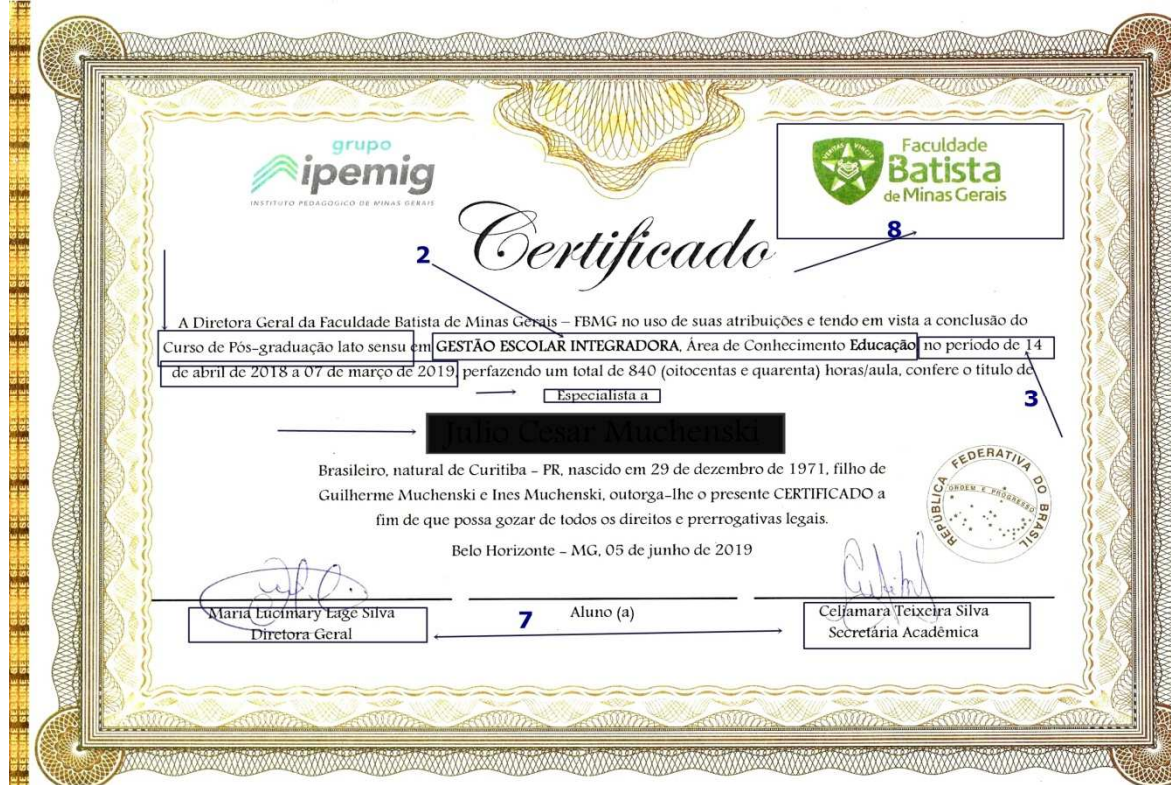 grupo
ipemig
INSTITUTO PEDAGÓGICO DE MINAS GERAIS
Faculdade
Batista
de Minas Gerais
8
Certificado
2
A Diretora Geral da Faculdade Batista de Minas Gerais – FBMG no uso de suas atribuições e tendo em vista a conclusão do
Curso de Pós-graduação lato sensu em GESTÃO ESCOLAR INTEGRADORA, Área de Conhecimento Educação no período de 14
de abril de 2018 a 07 de março de 2019, perfazendo um total de 840 (oitocentas e quarenta) horas/aula, confere o título de
Especialista a
3
Brasileiro, natural de Curitiba - PR, nascido em 29 de dezembro de 1971, filho de
Guilherme Muchenski e Ines Muchenski, outorga-lhe o presente CERTIFICADO a
fim de que possa gozar de todos os direitos e prerrogativas legais.
REPÚBLICA FEDERATIVA DO BRASIL
ORDEM E PROGRESSO
Belo Horizonte – MG, 05 de junho de 2019
Maria Lucimary Lage Silva
Diretora Geral
7
Aluno (a)
Celjamara Teixeira Silva
Secretária Acadêmica